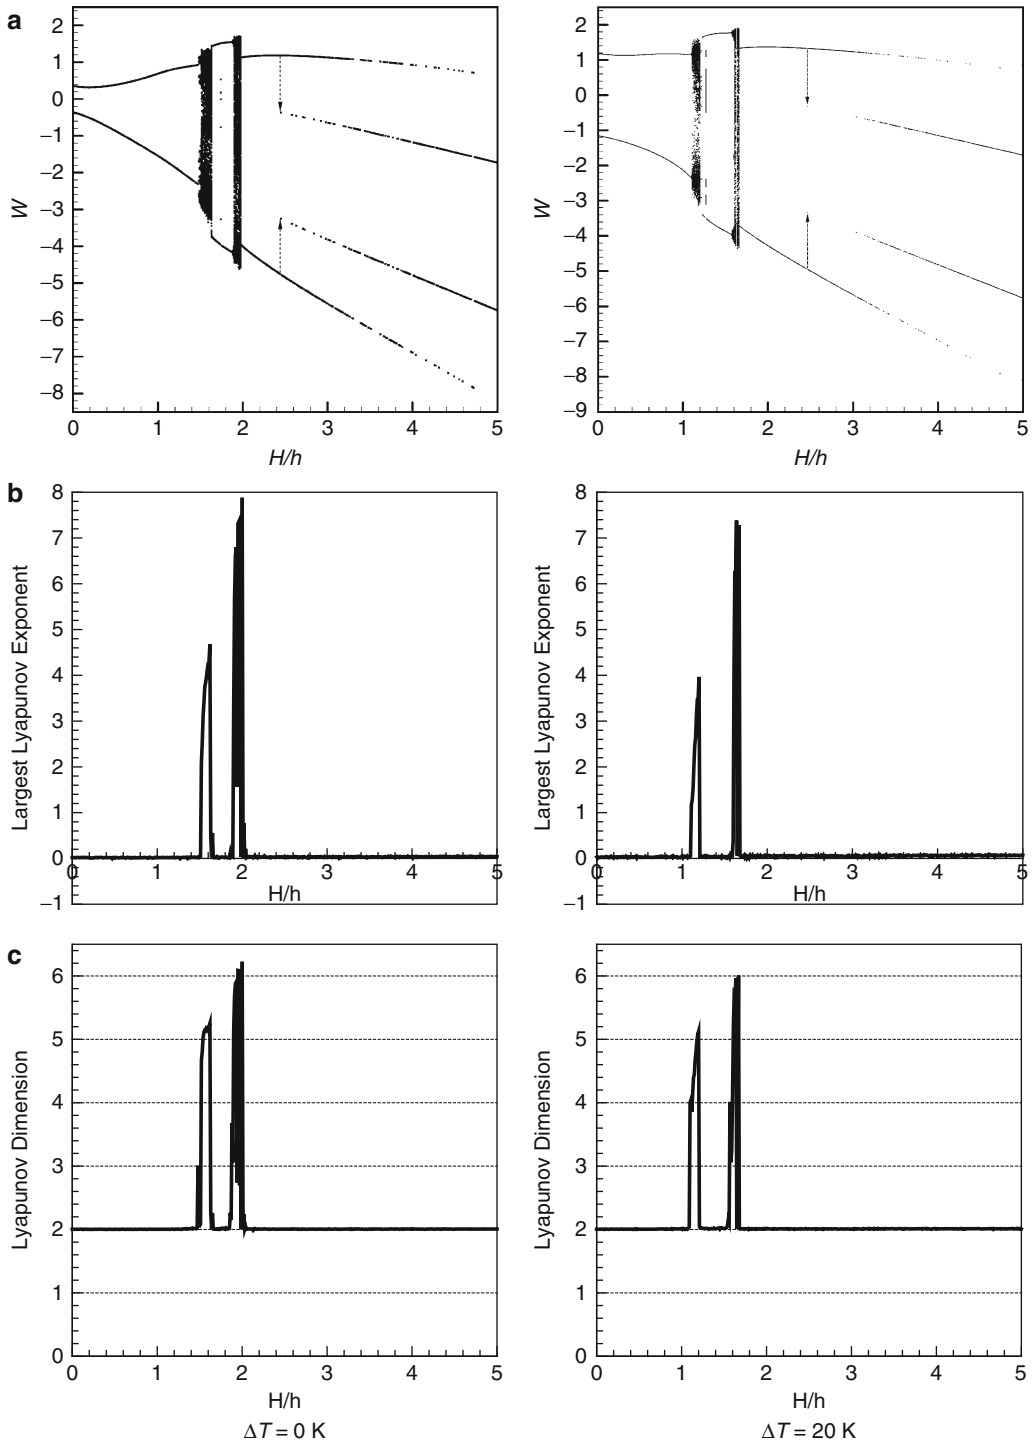 a
2
1
0
–1
–2
–3
–4
–5
–6
–7
–8
W
0 1 2 3 4 5
H/h
2
1
0
–1
–2
–3
–4
–5
–6
–7
–8
–9
W
0 1 2 3 4 5
H/h
b
8
7
6
5
4
3
2
1
0
–1
Largest Lyapunov Exponent
0 1 2 3 4 5
H/h
8
7
6
5
4
3
2
1
0
–1
Largest Lyapunov Exponent
0 1 2 3 4 5
H/h
c
6
5
4
3
2
1
0
Lyapunov Dimension
0 1 2 3 4 5
H/h
ΔT = 0 K
6
5
4
3
2
1
0
Lyapunov Dimension
0 1 2 3 4 5
H/h
ΔT = 20 K